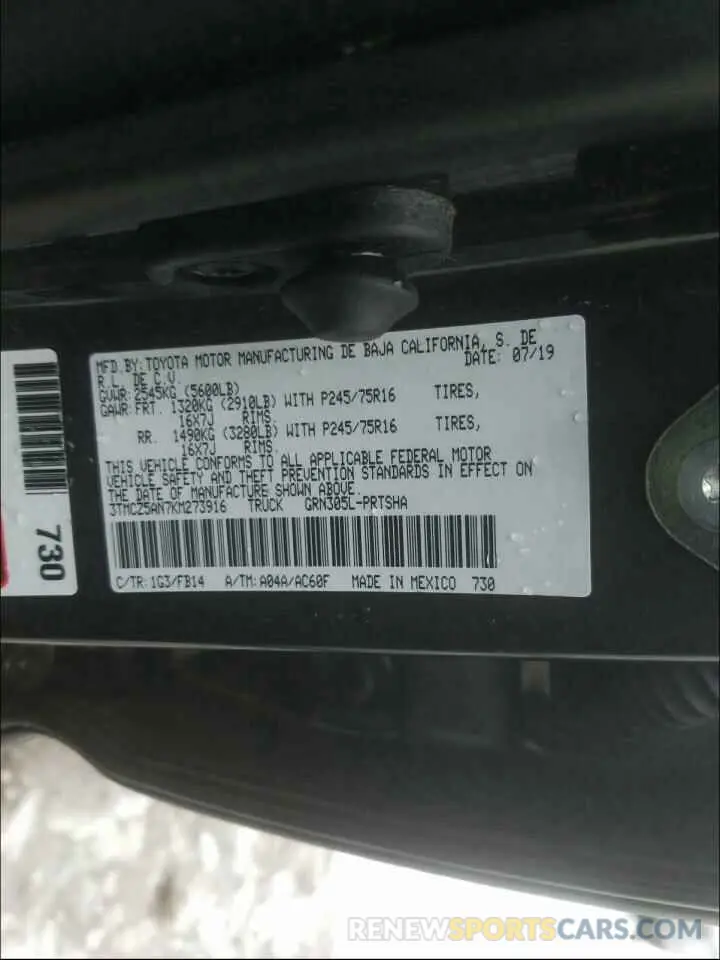 MFD.BY:TOYOTA MOTOR MANUFACTURING DE BAJA CALIFORNIA, S. DE
R.L. DE C.V. DATE: 07/19
GVWR:2545KG (5600LB)
GAWR:FRT. 1320KG (2910LB) WITH P245/75R16 TIRES,
16X7J RIMS.
RR. 1490KG (3280LB) WITH P245/75R16 TIRES,
16X7J RIMS.
THIS VEHICLE CONFORMS TO ALL APPLICABLE FEDERAL MOTOR
VEHICLE SAFETY AND THEFT PREVENTION STANDARDS IN EFFECT ON
THE DATE OF MANUFACTURE SHOWN ABOVE.
3TMCZ5AN7KM273916 TRUCK GRN305L-PRTSHA
C/TR:1G3/FB14 A/TM:A04A/AC60F MADE IN MEXICO 730
730
RENEWSPORTSCARS.COM